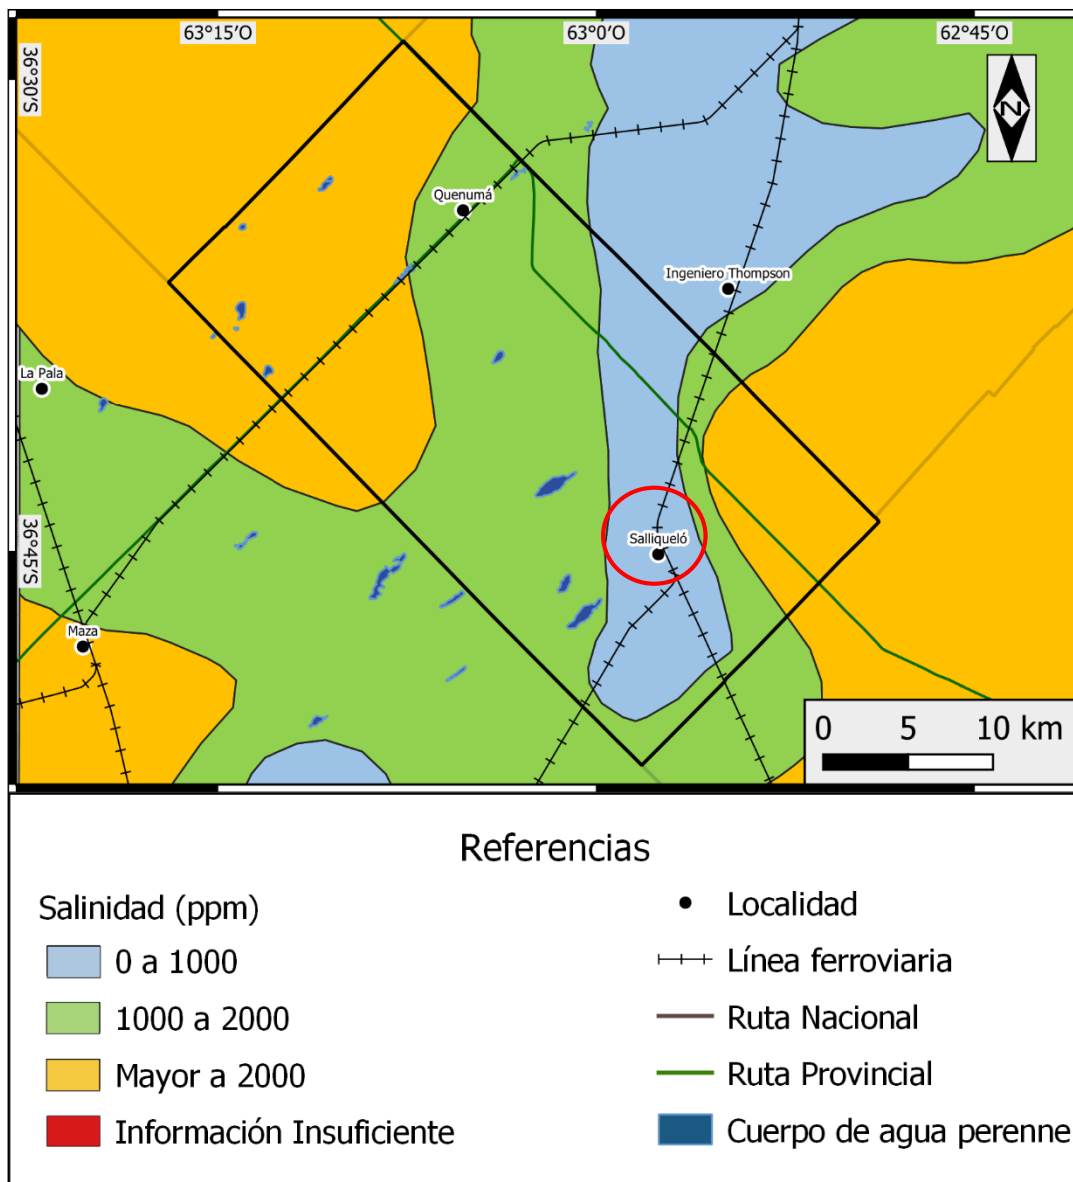 63°15′O
63°0′O
62°45′O
36°30′S
N
Quenumá
Ingeniero Thompson
La Pala
36°45′S
Salliqueló
Maza
0 5 10 km
Referencias
Salinidad (ppm)
0 a 1000
1000 a 2000
Mayor a 2000
Información Insuficiente
Localidad
Línea ferroviaria
Ruta Nacional
Ruta Provincial
Cuerpo de agua perenne